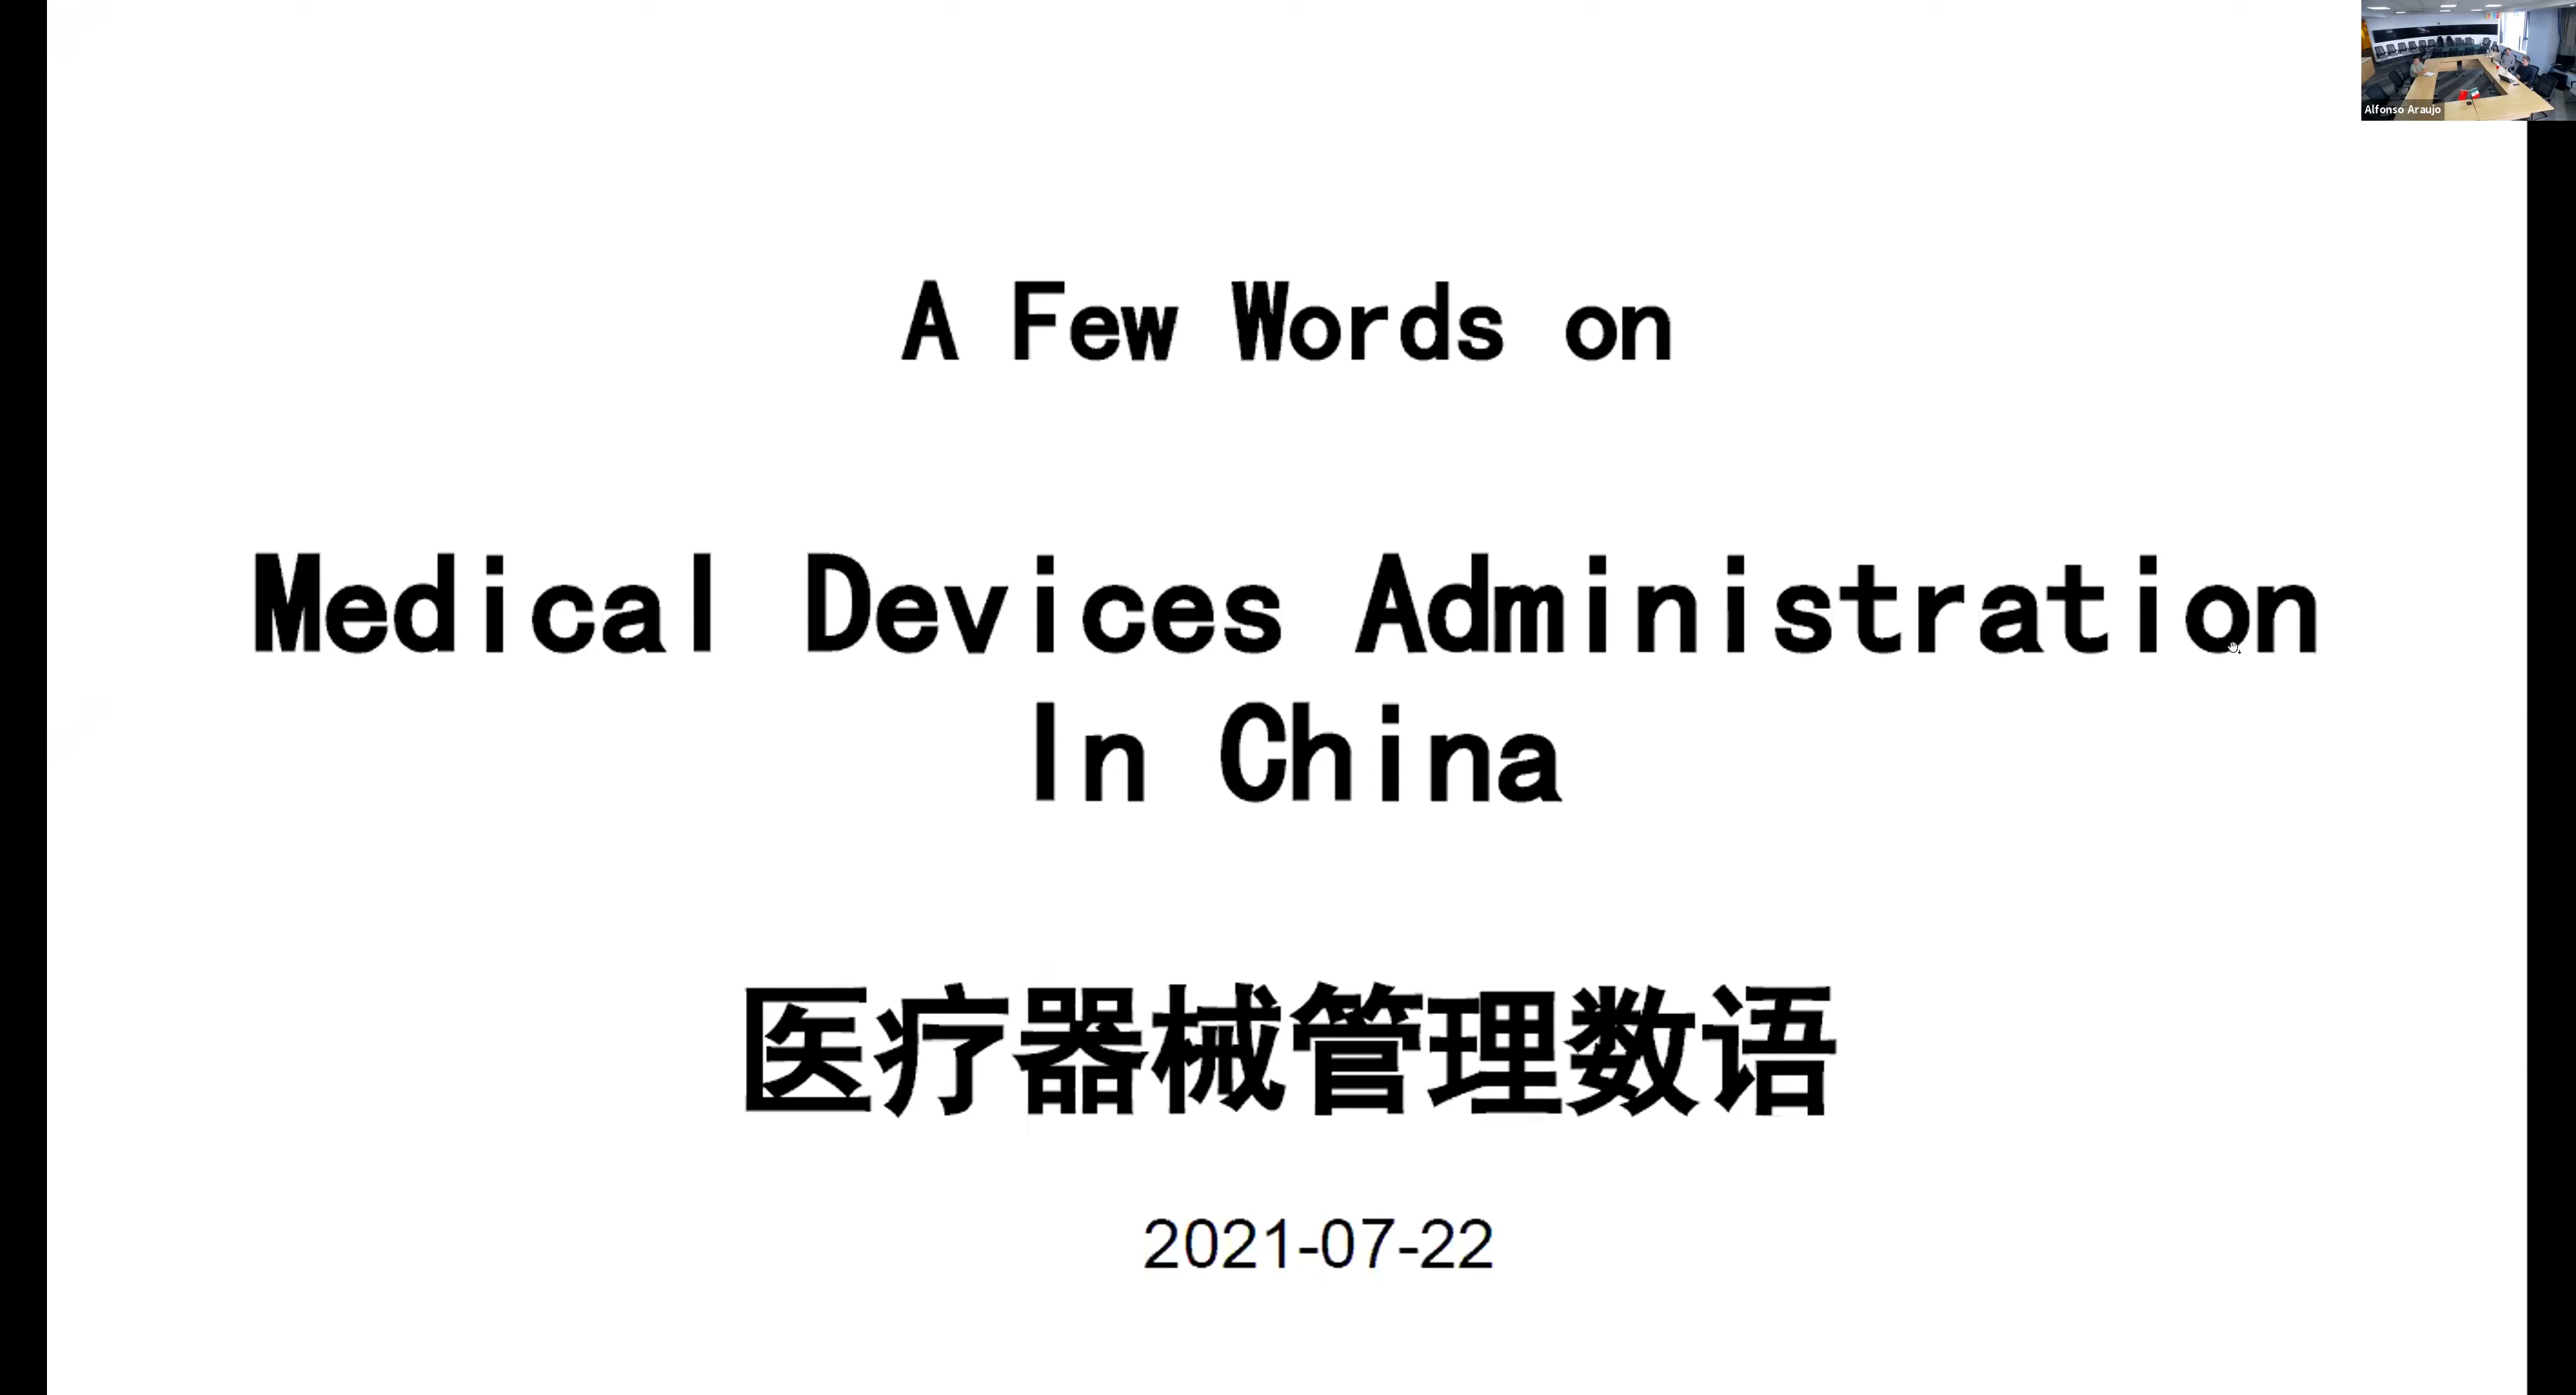 Alfonso Araujo
A Few Words on
Medical Devices Administration
In China
医疗器械管理数语
2021-07-22